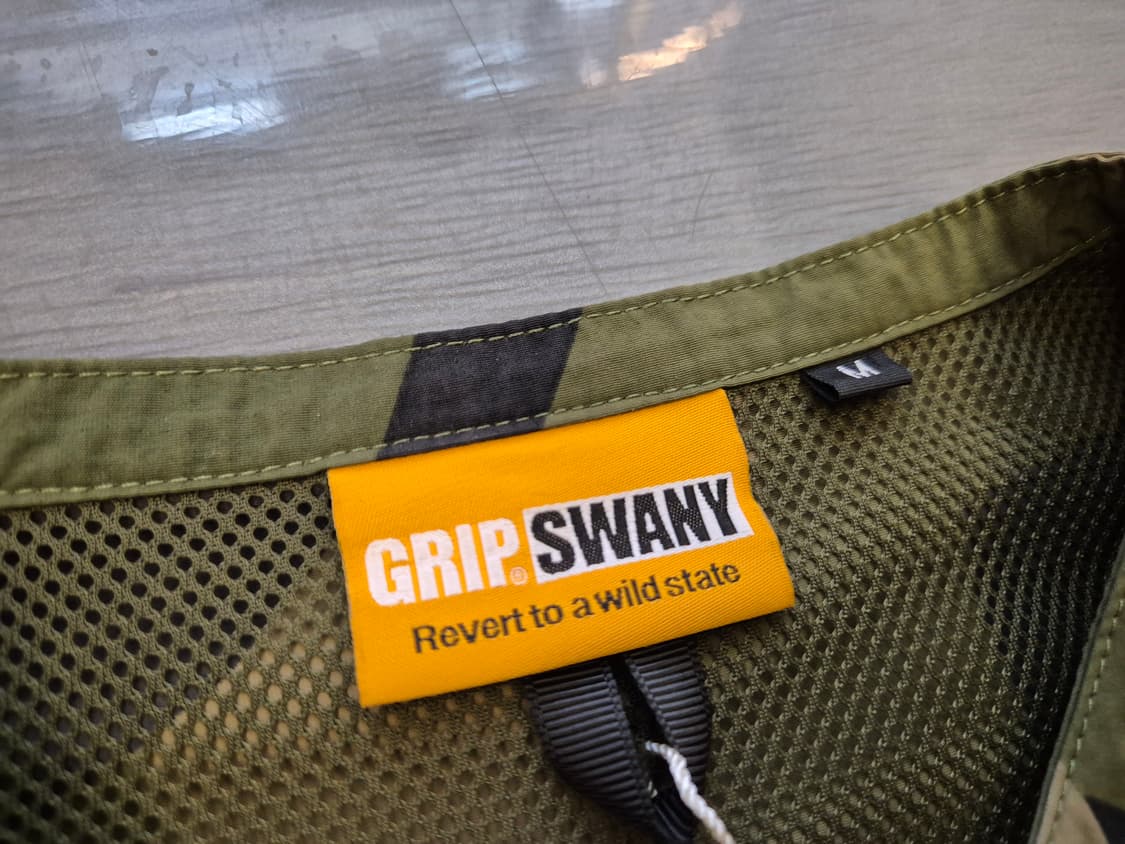 M
GRIP® SWANY
Revert to a wild state